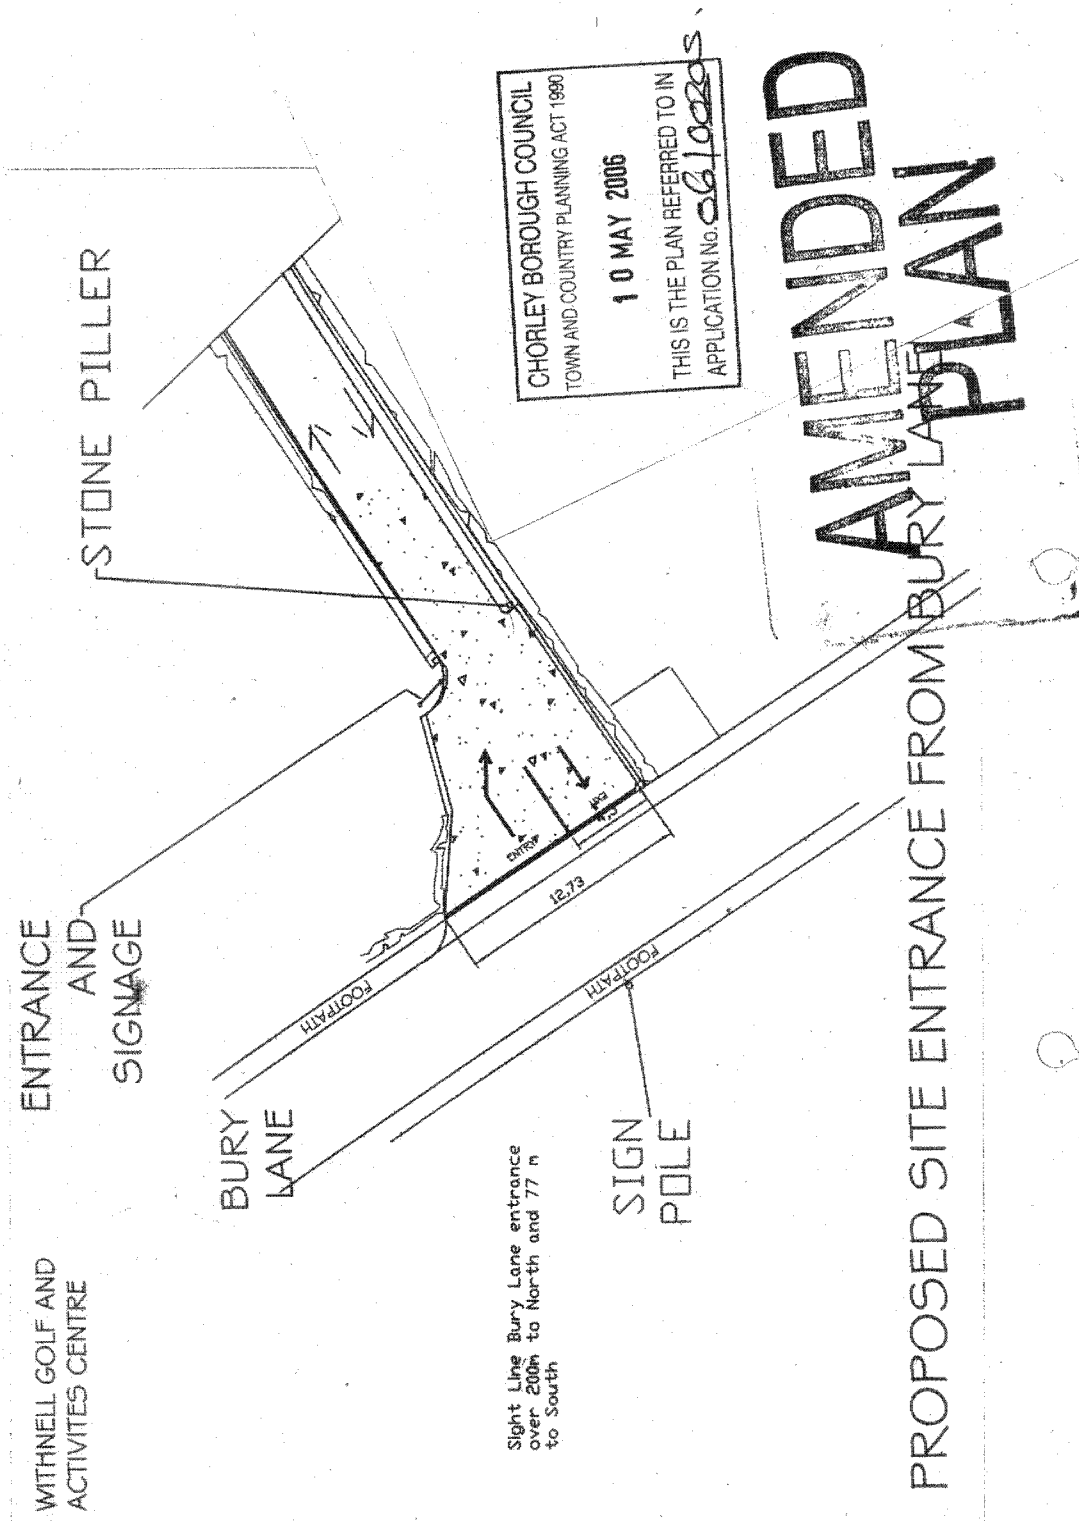 WITHNELL GOLF AND
ACTIVITES CENTRE
ENTRANCE
AND
SIGNAGE
STONE PILLER
BURY
LANE
FOOTPATH
ENTRY
EXIT
12,73
FOOTPATH
SIGN
POLE
Sight Line Bury Lane entrance
over 200m to North and 77 m
to South
CHORLEY BOROUGH COUNCIL
TOWN AND COUNTRY PLANNING ACT 1990
10 MAY 2006
THIS IS THE PLAN REFERRED TO IN
APPLICATION No.
AMENDED
PLAN
PROPOSED SITE ENTRANCE FROM BURY LANE
A